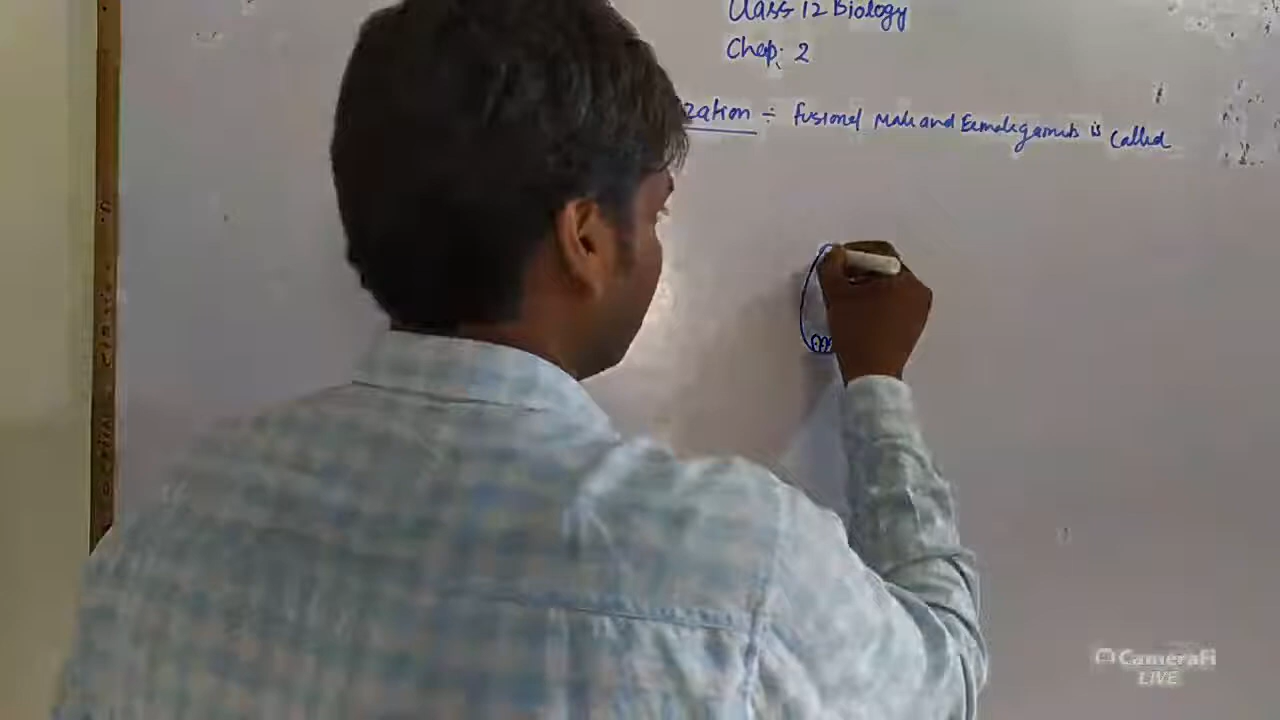 Class 12 Biology
Chap: 2
zation ÷ fusion of Male and Female gamets is called
CameraFi
LIVE